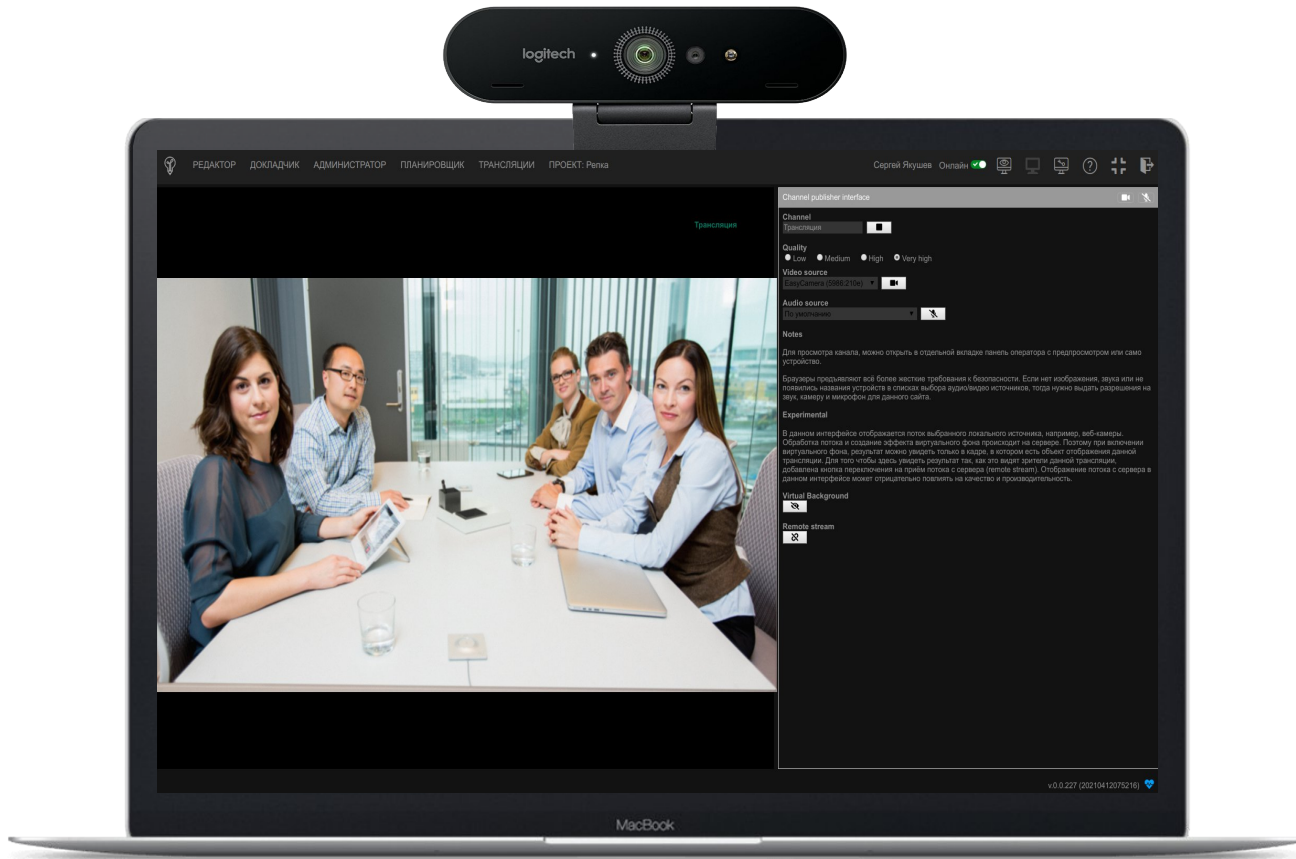 logitech
РЕДАКТОР ДОКЛАДЧИК АДМИНИСТРАТОР ПЛАНИРОВЩИК ТРАНСЛЯЦИИ ПРОЕКТ: Репка Сергей Якушев Онлайн
Трансляция
Channel publisher interface
Channel
Трансляция
Quality
Low Medium High Very high
Video source
EasyCamera (5986:210e)
Audio source
По умолчанию
Notes
Для просмотра канала, можно открыть в отдельной вкладке панель оператора с предпросмотром или само
устройство.
Браузеры предъявляют всё более жесткие требования к безопасности. Если нет изображения, звука или не
появились названия устройств в списках выбора аудио/видео источников, тогда нужно выдать разрешения на
звук, камеру и микрофон для данного сайта.
Experimental
В данном интерфейсе отображается поток выбранного локального источника, например, веб-камеры.
Обработка потока и создание эффекта виртуального фона происходит на сервере. Поэтому при включении
виртуального фона, результат можно увидеть только в кадре, в котором есть объект отображения данной
трансляции. Для того чтобы здесь увидеть результат так, как это видят зрители данной трансляции,
добавлена кнопка переключения на приём потока с сервера (remote stream). Отображение потока с сервера в
данном интерфейсе может отрицательно повлиять на качество и производительность.
Virtual Background
Remote stream
v.0.0.227 (20210412075216)
MacBook